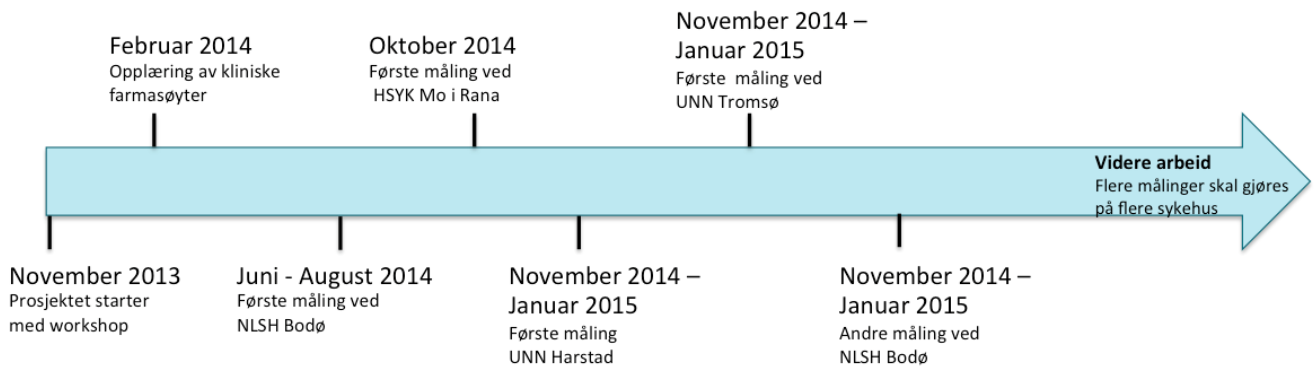 Februar 2014
Opplæring av kliniske
farmasøyter
Oktober 2014
Første måling ved
HSYK Mo i Rana
November 2014 –
Januar 2015
Første måling ved
UNN Tromsø
Videre arbeid
Flere målinger skal gjøres
på flere sykehus
November 2013
Prosjektet starter
med workshop
Juni - August 2014
Første måling ved
NLSH Bodø
November 2014 –
Januar 2015
Første måling
UNN Harstad
November 2014 –
Januar 2015
Andre måling ved
NLSH Bodø